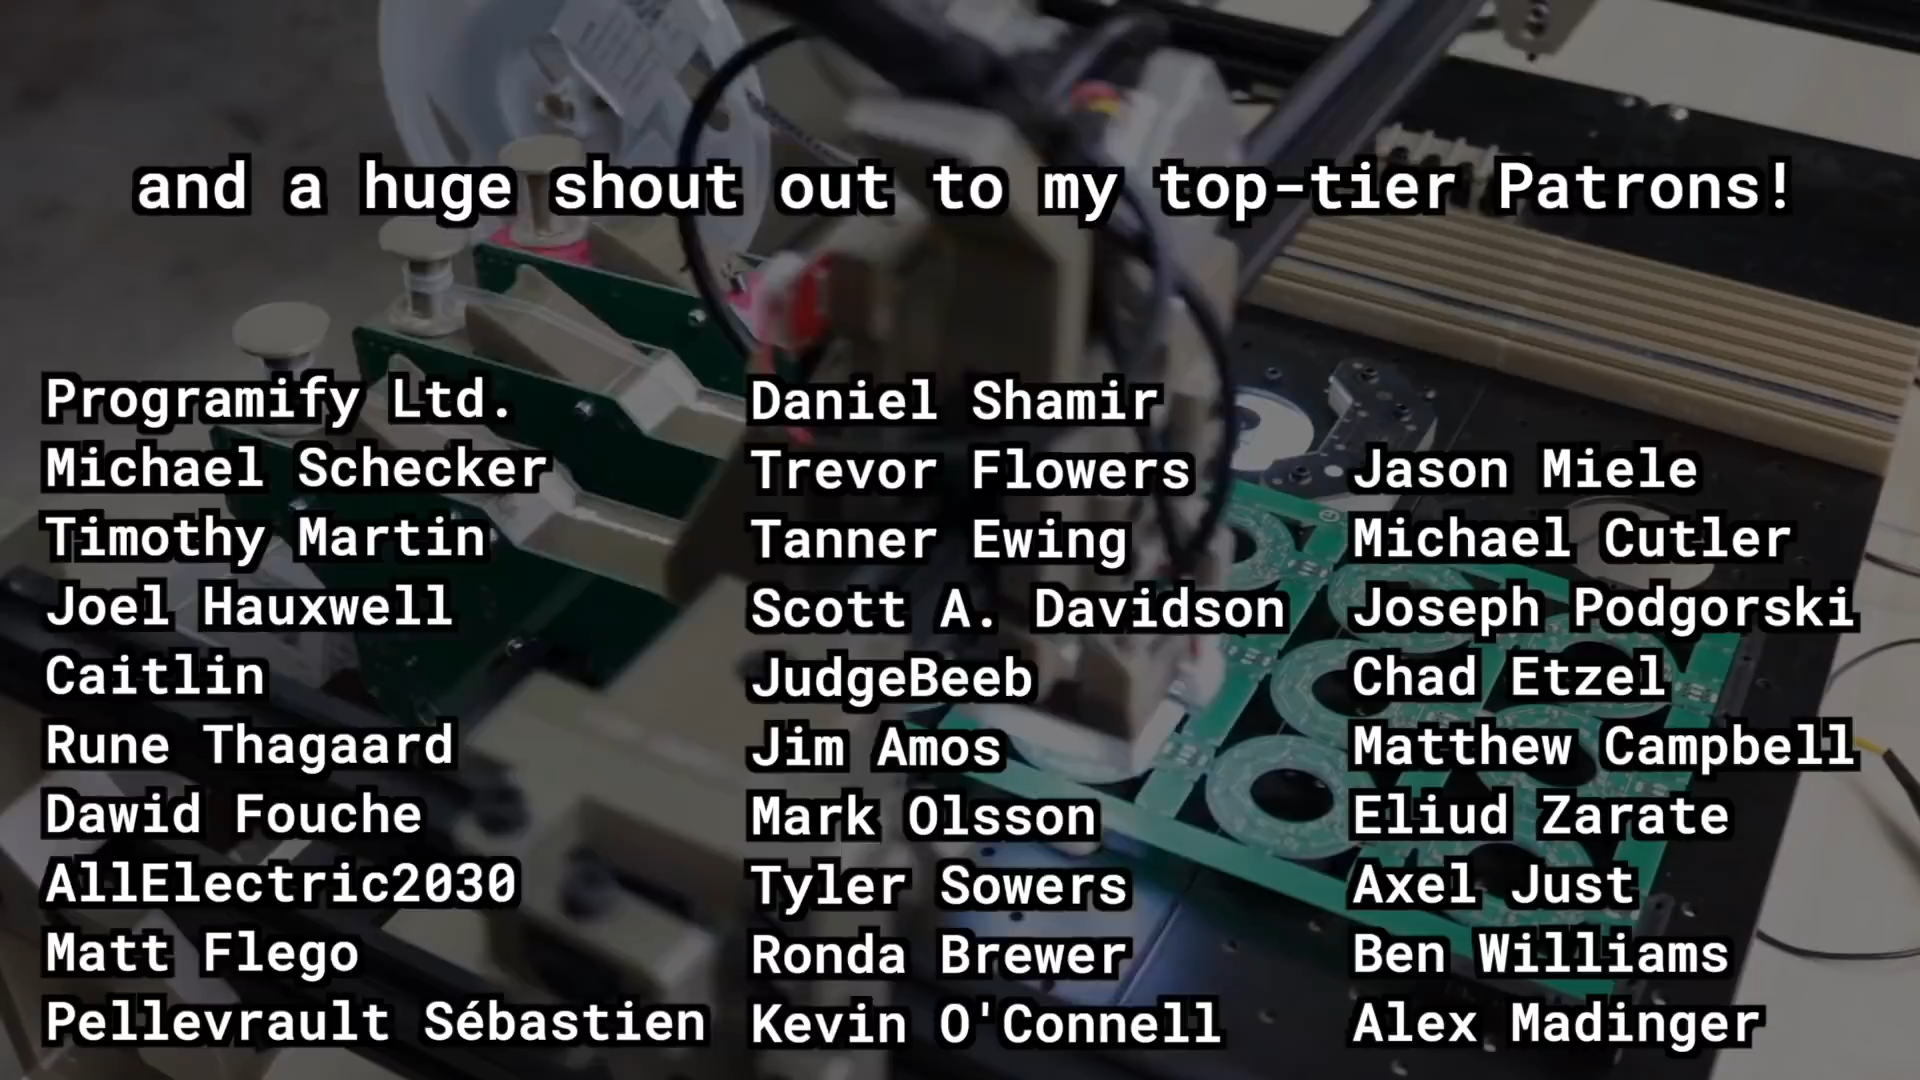 and a huge shout out to my top-tier Patrons!
Programify Ltd.
Michael Schecker
Timothy Martin
Joel Hauxwell
Caitlin
Rune Thagaard
Dawid Fouche
AllElectric2030
Matt Flego
Pellevrault Sébastien
Daniel Shamir
Trevor Flowers
Tanner Ewing
Scott A. Davidson
JudgeBeeb
Jim Amos
Mark Olsson
Tyler Sowers
Ronda Brewer
Kevin O'Connell
Jason Miele
Michael Cutler
Joseph Podgorski
Chad Etzel
Matthew Campbell
Eliud Zarate
Axel Just
Ben Williams
Alex Madinger